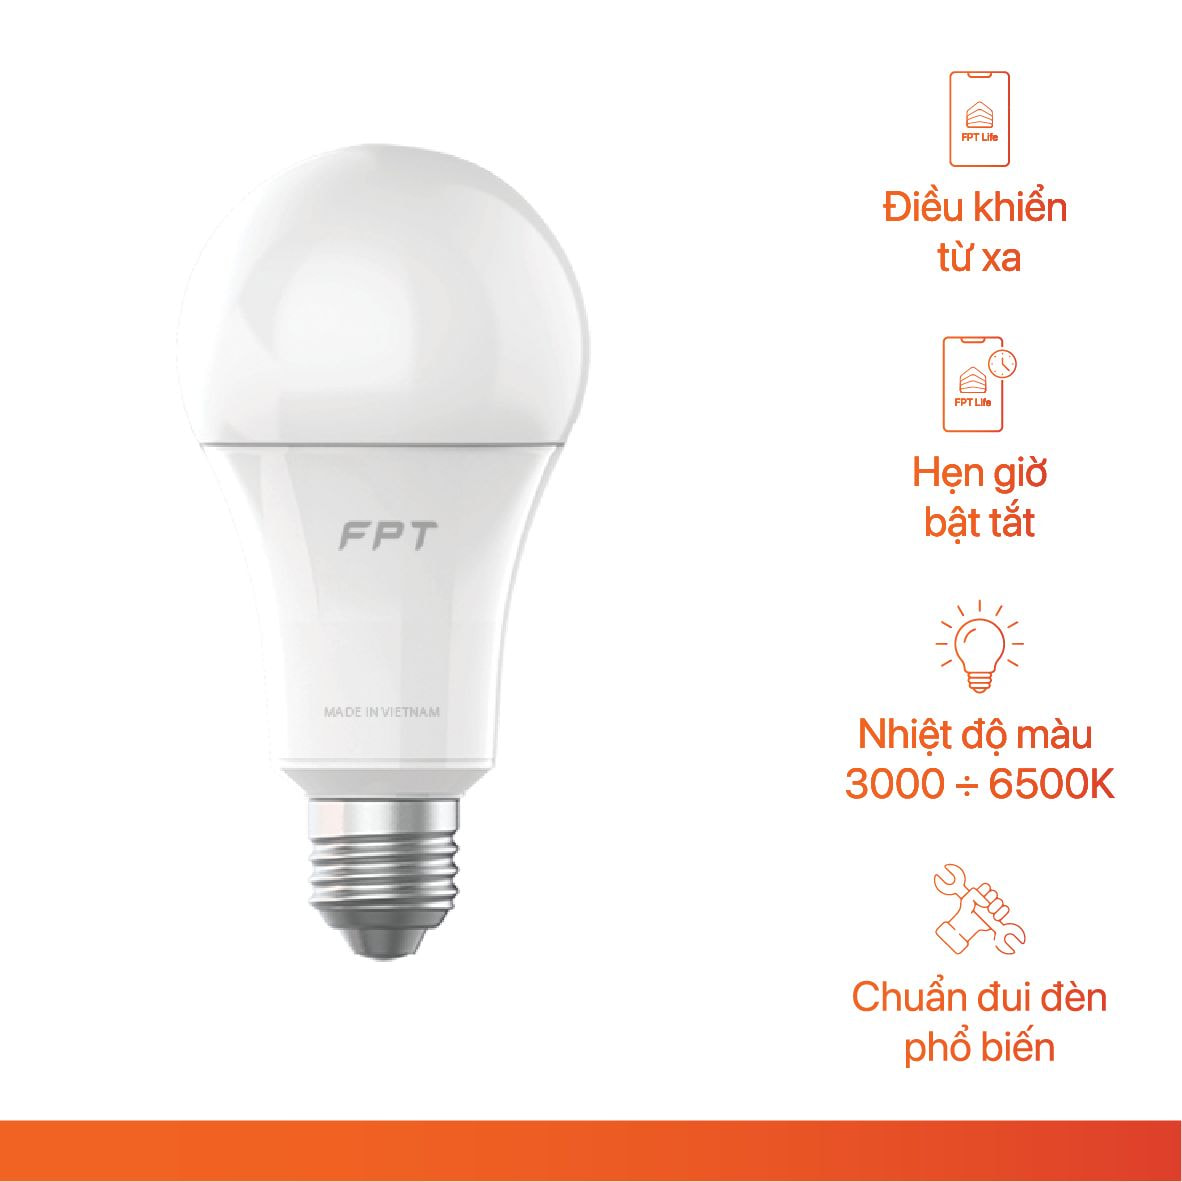 FPT
MADE IN VIETNAM
FPT Life
Điều khiển
từ xa
FPT Life
Hẹn giờ
bật tắt
Nhiệt độ màu
3000 ÷ 6500K
Chuẩn đui đèn
phổ biến